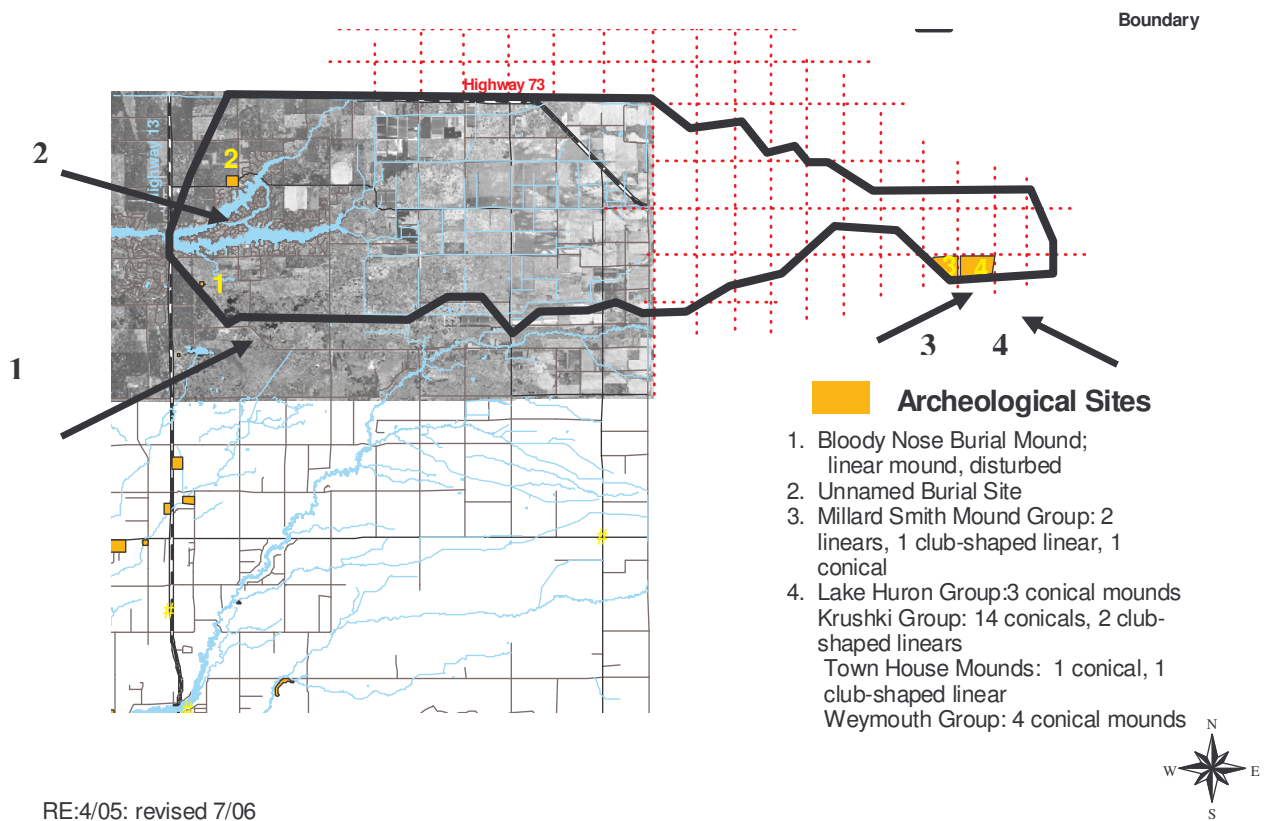 Boundary
Highway 73
Highway 13
2
2
1
3
4
3
4
1
Archeological Sites
1. Bloody Nose Burial Mound;
linear mound, disturbed
2. Unnamed Burial Site
3. Millard Smith Mound Group: 2
linears, 1 club-shaped linear, 1
conical
4. Lake Huron Group:3 conical mounds
Krushki Group: 14 conicals, 2 club-
shaped linears
Town House Mounds: 1 conical, 1
club-shaped linear
Weymouth Group: 4 conical mounds
#
#
#
N
W
E
S
RE:4/05: revised 7/06